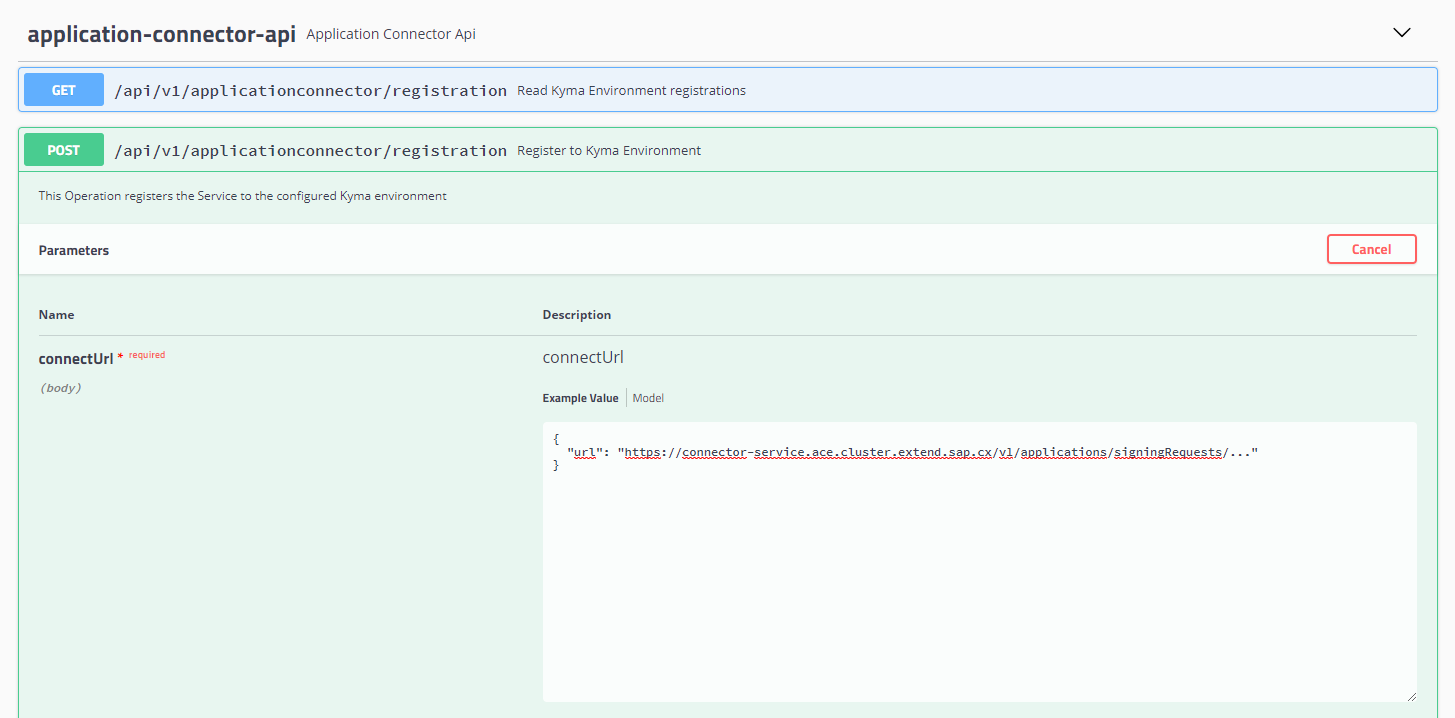 application-connector-api Application Connector Api
GET /api/v1/applicationconnector/registration Read Kyma Environment registrations
POST /api/v1/applicationconnector/registration Register to Kyma Environment
This Operation registers the Service to the configured Kyma environment
Parameters Cancel
Name Description
connectUrl * required connectUrl
(body)
Example Value Model
{
"url": "https://connector-service.ace.cluster.extend.sap.cx/v1/applications/signingRequests/..."
}